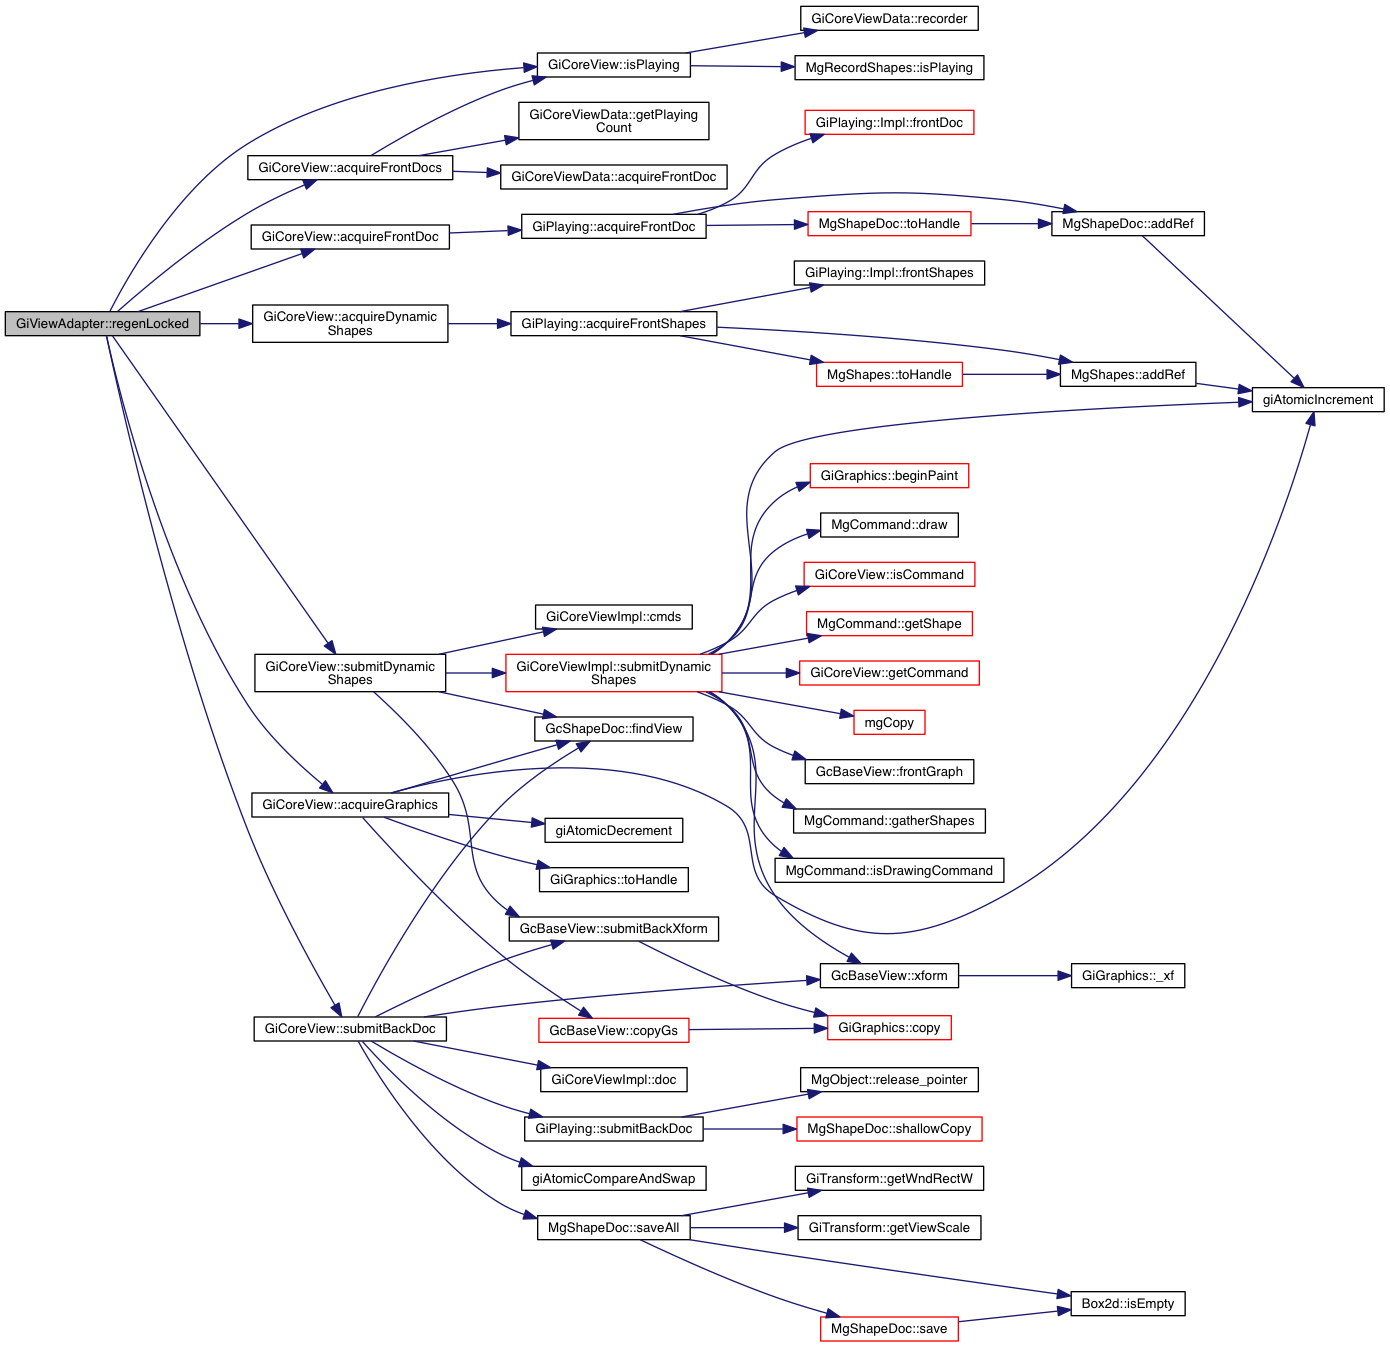 GiCoreViewData::recorder
GiCoreView::isPlaying
MgRecordShapes::isPlaying
GiCoreViewData::getPlaying
Count
GiPlaying::Impl::frontDoc
GiCoreView::acquireFrontDocs
GiCoreViewData::acquireFrontDoc
GiCoreView::acquireFrontDoc
GiPlaying::acquireFrontDoc
MgShapeDoc::toHandle
MgShapeDoc::addRef
GiPlaying::Impl::frontShapes
GiViewAdapter::regenLocked
GiCoreView::acquireDynamic
Shapes
GiPlaying::acquireFrontShapes
MgShapes::toHandle
MgShapes::addRef
giAtomicIncrement
GiGraphics::beginPaint
MgCommand::draw
GiCoreView::isCommand
GiCoreViewImpl::cmds
MgCommand::getShape
GiCoreView::submitDynamic
Shapes
GiCoreViewImpl::submitDynamic
Shapes
GiCoreView::getCommand
mgCopy
GcShapeDoc::findView
GcBaseView::frontGraph
GiCoreView::acquireGraphics
MgCommand::gatherShapes
giAtomicDecrement
MgCommand::isDrawingCommand
GiGraphics::toHandle
GcBaseView::submitBackXform
GcBaseView::xform
GiGraphics::_xf
GiCoreView::submitBackDoc
GcBaseView::copyGs
GiGraphics::copy
GiCoreViewImpl::doc
MgObject::release_pointer
GiPlaying::submitBackDoc
MgShapeDoc::shallowCopy
giAtomicCompareAndSwap
GiTransform::getWndRectW
MgShapeDoc::saveAll
GiTransform::getViewScale
Box2d::isEmpty
MgShapeDoc::save